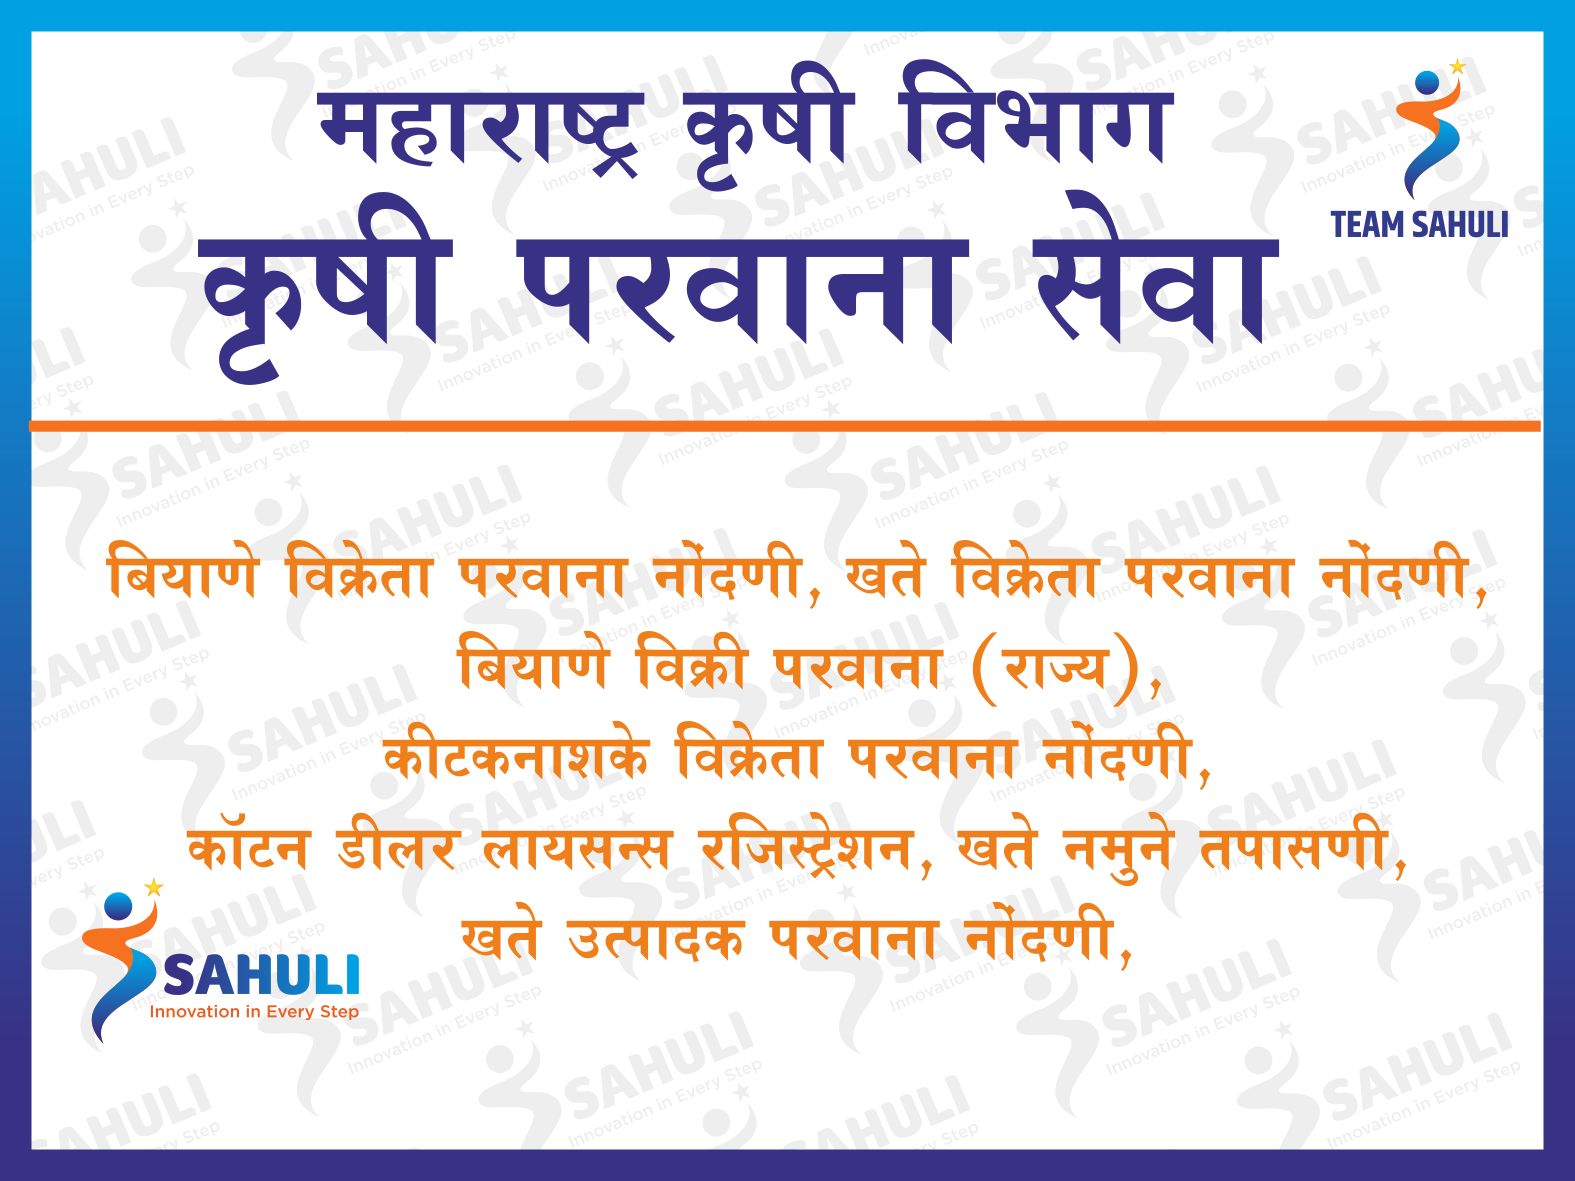 महाराष्ट्र कृषी विभाग
कृषी परवाना सेवा
TEAM SAHULI
बियाणे विक्रेता परवाना नोंदणी, खते विक्रेता परवाना नोंदणी,
बियाणे विक्री परवाना (राज्य),
कीटकनाशके विक्रेता परवाना नोंदणी,
कॉटन डीलर लायसन्स रजिस्ट्रेशन, खते नमुने तपासणी,
खते उत्पादक परवाना नोंदणी,
SAHULI
Innovation in Every Step